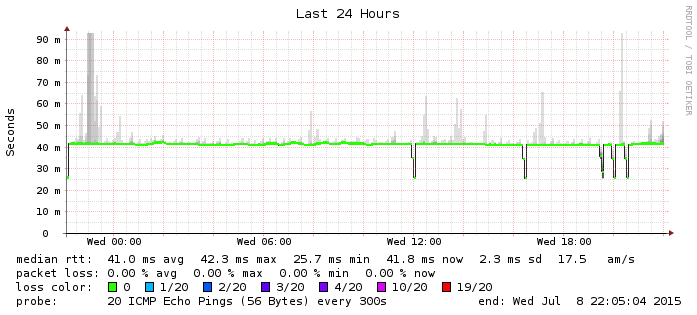 Last 24 Hours
RRDTOOL / TOBI OETIKER
Seconds
90 m
80 m
70 m
60 m
50 m
40 m
30 m
20 m
10 m
0
Wed 00:00 Wed 06:00 Wed 12:00 Wed 18:00
median rtt: 41.0 ms avg 42.3 ms max 25.7 ms min 41.8 ms now 2.3 ms sd 17.5 am/s
packet loss: 0.00 % avg 0.00 % max 0.00 % min 0.00 % now
loss color: 0 1/20 2/20 3/20 4/20 10/20 19/20
probe: 20 ICMP Echo Pings (56 Bytes) every 300s end: Wed Jul 8 22:05:04 2015